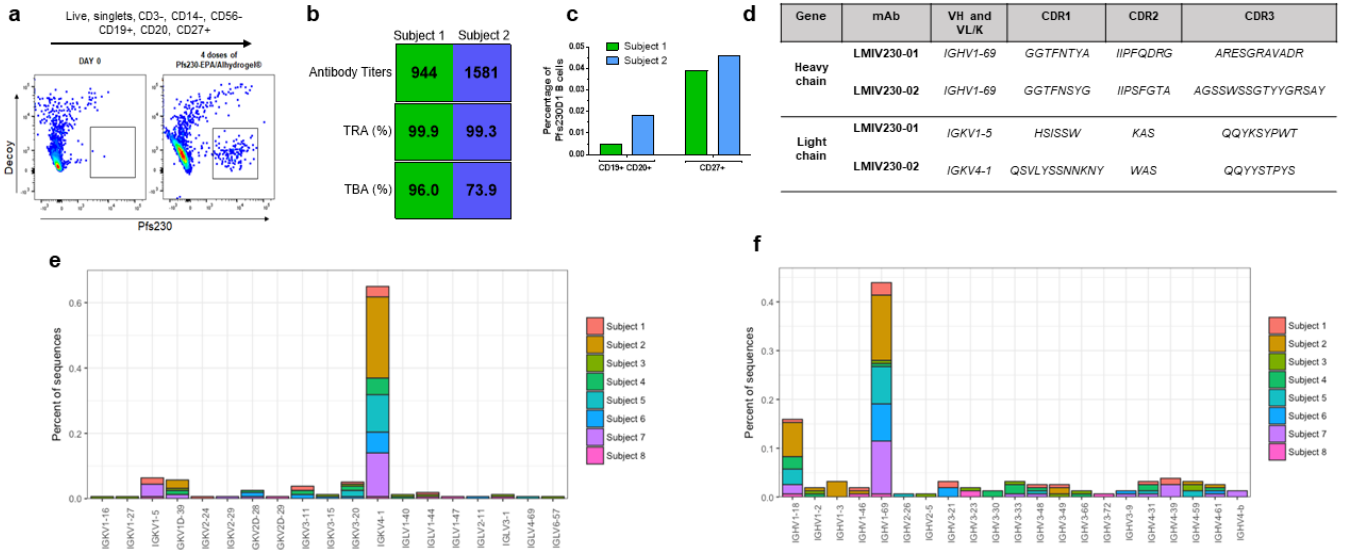 a
Live, singlets, CD3-, CD14-, CD56-
CD19+, CD20, CD27+
DAY 0
4 doses of
Pfs230-EPA/Alhydrogel®
Decoy
Pfs230
b
Subject 1 Subject 2
Antibody Titers 944 1581
TRA (%) 99.9 99.3
TBA (%) 96.0 73.9
c
Subject 1
Subject 2
Percentage of
Pfs230D1 B cells
0.05
0.04
0.03
0.02
0.01
0.00
CD19+ CD20+ CD27+
d
Gene mAb VH and VL/K CDR1 CDR2 CDR3
Heavy chain
LMIV230-01 IGHV1-69 GGTFNTYA IIPFQDRG ARESGRAVADR
LMIV230-02 IGHV1-69 GGTFNSYG IIPSFGTA AGSSWSSGTYYGRSAY
Light chain
LMIV230-01 IGKV1-5 HSISSW KAS QQYKSYPWT
LMIV230-02 IGKV4-1 QSVLYSSNNKNY WAS QQYYSTPYS
e
Percent of sequences
0.6
0.4
0.2
0.0
IGKV1-16
IGKV1-27
IGKV1-5
GKV1D-39
IGKV2-24
IGKV2-29
GKV2D-28
GKV2D-29
IGKV3-11
IGKV3-15
IGKV3-20
IGKV4-1
IGLV1-40
IGLV1-44
IGLV1-47
IGLV2-11
IGLV3-1
IGLV4-69
IGLV6-57
Subject 1
Subject 2
Subject 3
Subject 4
Subject 5
Subject 6
Subject 7
Subject 8
f
Percent of sequences
0.4
0.3
0.2
0.1
0.0
IGHV1-18
IGHV1-2
IGHV1-3
IGHV1-46
IGHV1-69
IGHV2-26
IGHV2-5
IGHV3-21
IGHV3-23
IGHV3-30
IGHV3-33
IGHV3-48
IGHV3-49
IGHV3-66
IGHV3-72
IGHV3-9
IGHV4-31
IGHV4-39
IGHV4-59
IGHV4-61
IGHV4-b
Subject 1
Subject 2
Subject 3
Subject 4
Subject 5
Subject 6
Subject 7
Subject 8